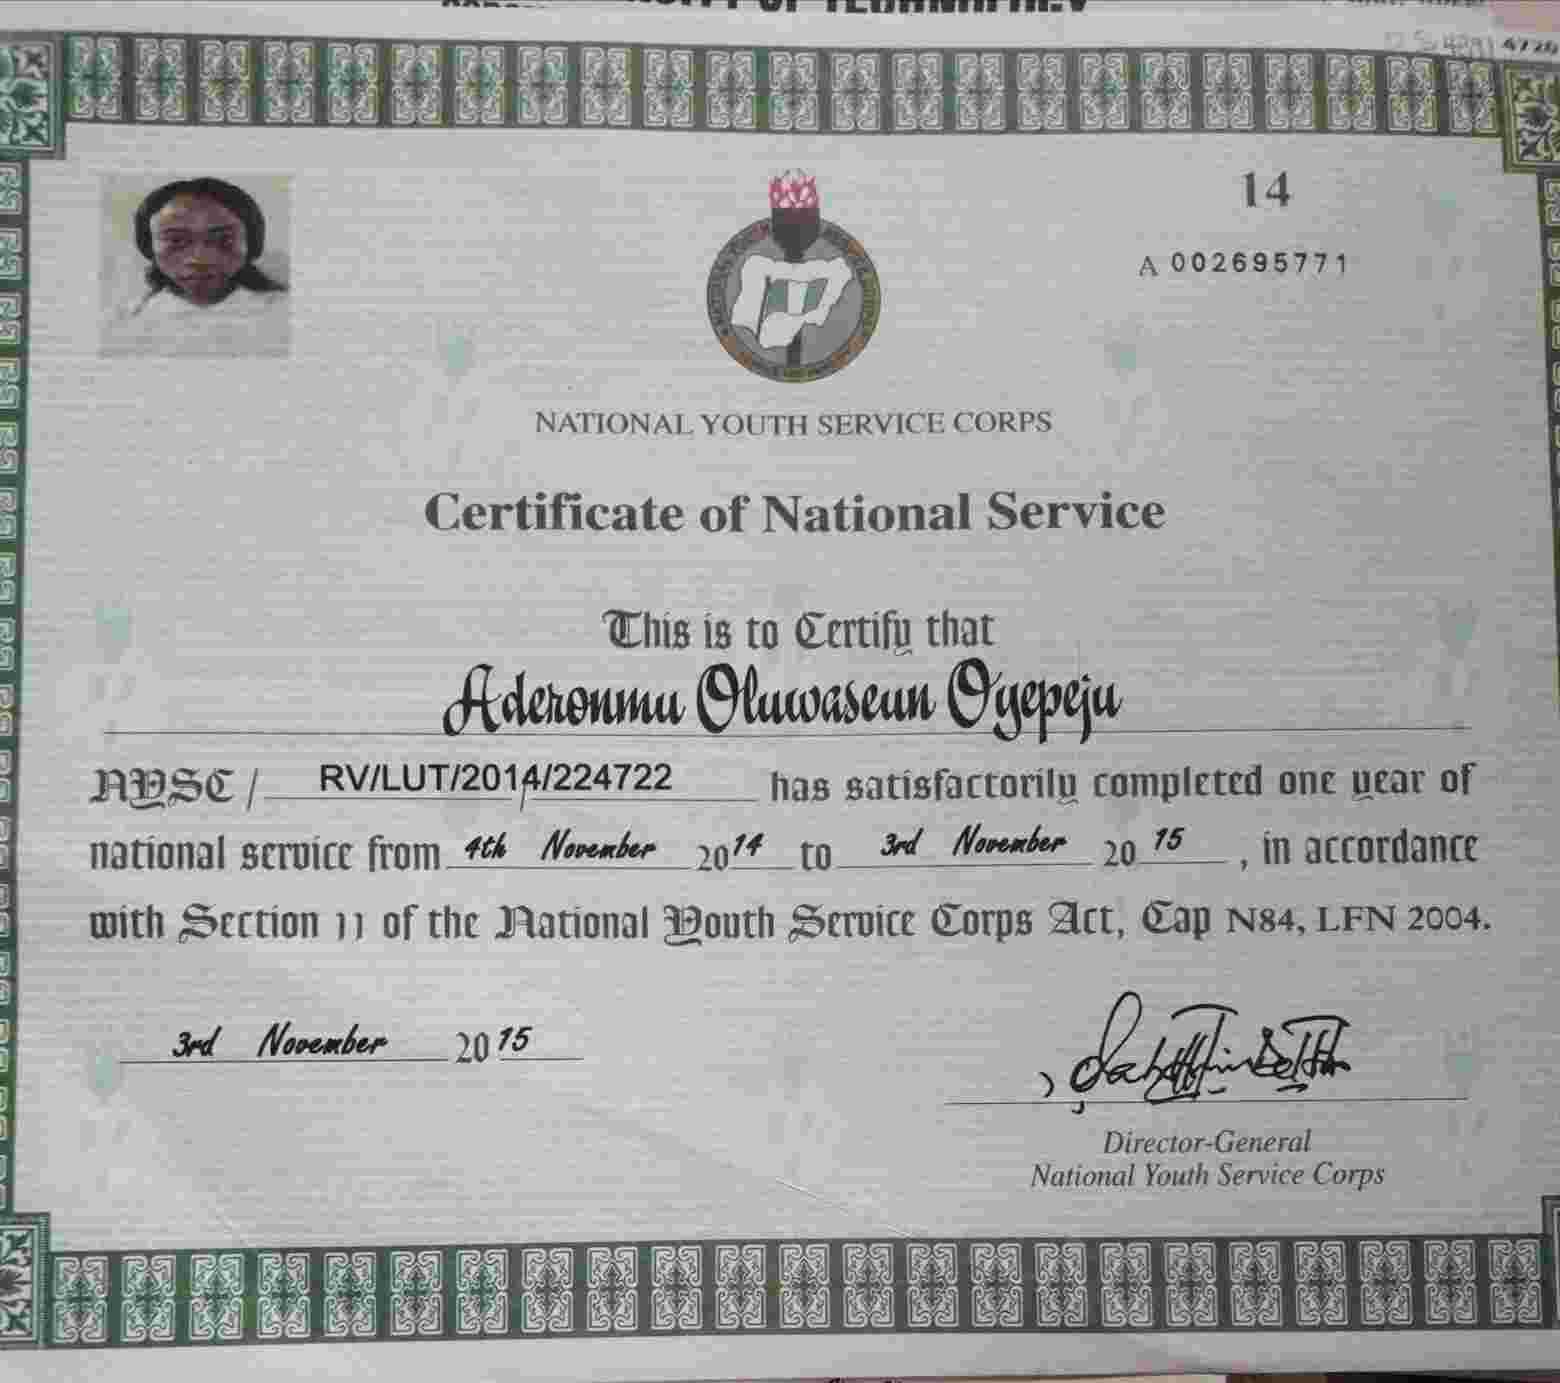 14
A 002695771
NATIONAL YOUTH SERVICE CORPS
Certificate of National Service
This is to Certify that
Aderonmu Oluwaseun Oyepeju
NYSC / RV/LUT/2014/224722 has satisfactorily completed one year of
national service from 4th November 2014 to 3rd November 2015, in accordance
with Section 11 of the National Youth Service Corps Act, Cap N84, LFN 2004.
3rd November 2015
Director-General
National Youth Service Corps